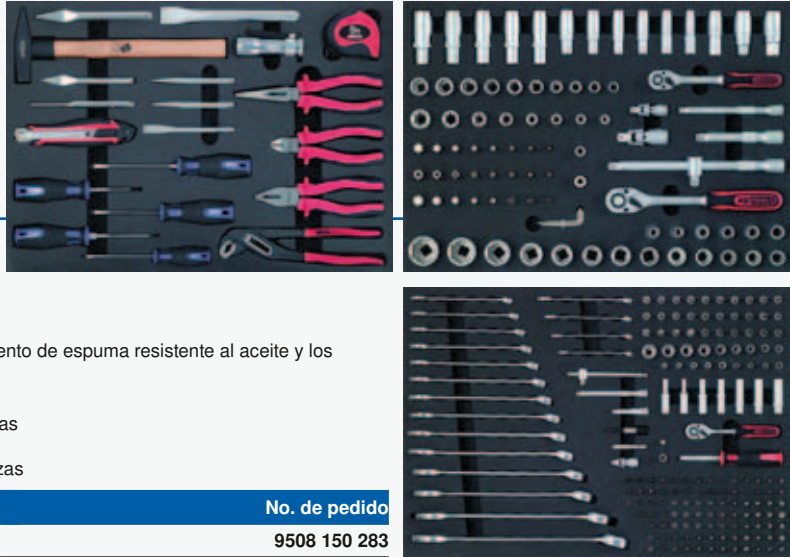 ento de espuma resistente al aceite y los
as
zas
No. de pedido
9508 150 283